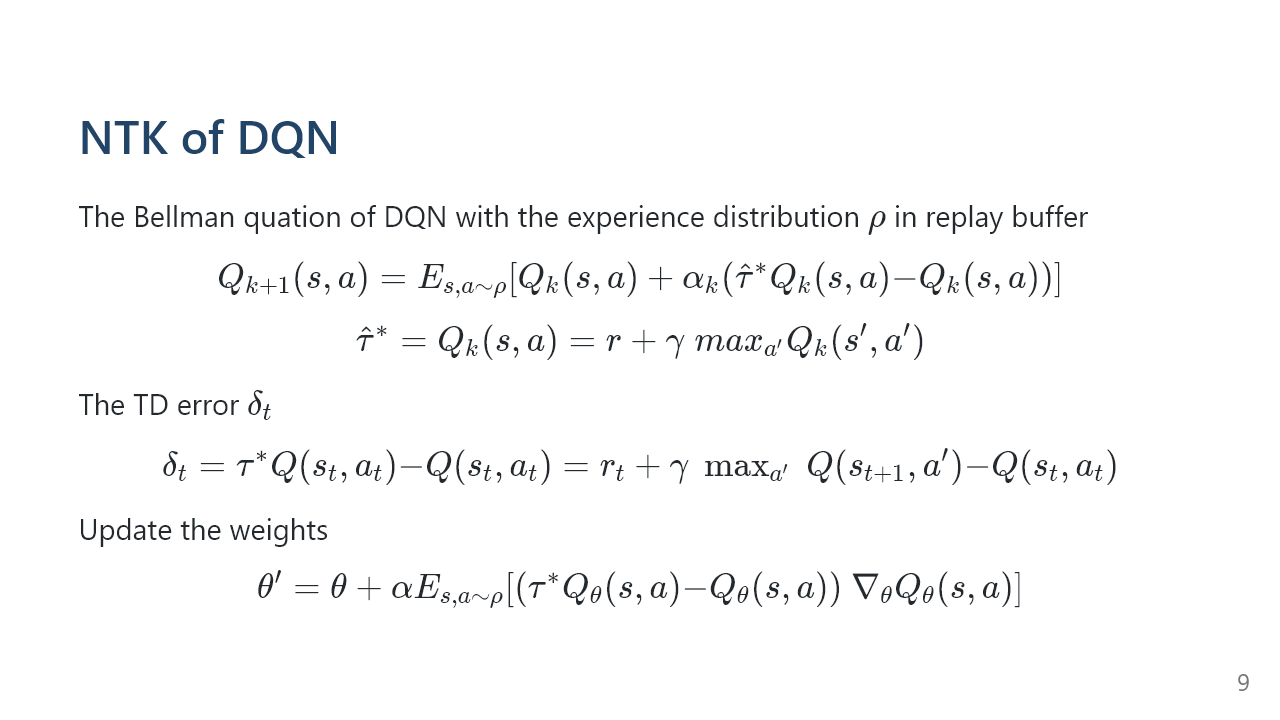 NTK of DQN
The Bellman quation of DQN with the experience distribution ρ in replay buffer
Q_{k+1}(s, a) = E_{s,a∼ρ}[Q_k(s, a) + α_k(τ̂*Q_k(s, a)−Q_k(s, a))]
τ̂* = Q_k(s, a) = r + γ max_{a′}Q_k(s′, a′)
The TD error δ_t
δ_t = τ*Q(s_t, a_t)−Q(s_t, a_t) = r_t + γ max_{a′} Q(s_{t+1}, a′)−Q(s_t, a_t)
Update the weights
θ′ = θ + αE_{s,a∼ρ}[(τ*Q_θ(s, a)−Q_θ(s, a)) ∇_θQ_θ(s, a)]
9